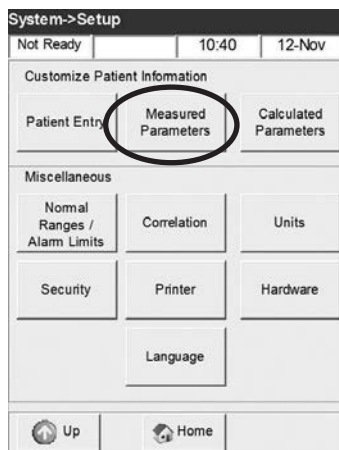 System->Setup
Not Ready 10:40 12-Nov
Customize Patient Information
Patient Entry
Measured
Parameters
Calculated
Parameters
Miscellaneous
Normal
Ranges /
Alarm Limits
Correlation
Units
Security
Printer
Hardware
Language
Up
Home